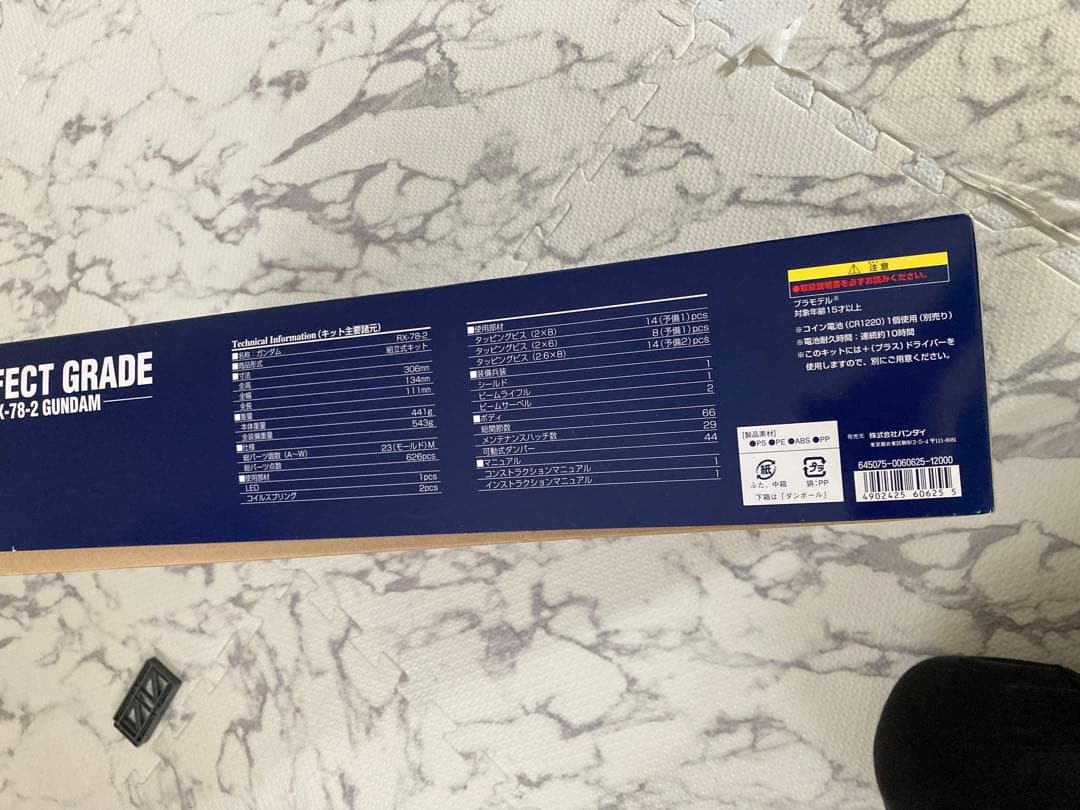 FECT GRADE
X-78-2 GUNDAM
Technical Information (キット主要諸元)
■名称:ガンダム RX-78-2
■商品形式 組立式キット
■寸法
全高 306mm
全幅 134mm
全長 111mm
■重量
本体重量 441g
全装備重量 543g
■仕様
総パーツ面数 (A~W) 23(モールド)M
総パーツ点数 626pcs
■使用部材
LED 1pcs
コイルスプリング 2pcs
■使用部材
タッピングビス (2×8) 14(予備1)pcs
タッピングビス (2×6) 8(予備1)pcs
タッピングビス (2.6×8) 14(予備2)pcs
■装備兵装
シールド 1
ビームライフル 1
ビームサーベル 2
■ボディ
総関節数 66
メンテナンスハッチ数 29
可動式ダンパー 44
■マニュアル
コンストラクションマニュアル 1
インストラクションマニュアル 1
注意
●取扱説明書を必ずお読みください。
プラモデル®
対象年齢15才以上
※コイン電池(CR1220)1個使用(別売り)
※電池耐久時間:連続約10時間
※このキットには+(プラス)ドライバーを
使用しますので、別にご用意ください。
[製品素材]
●PS ●PE ●ABS ●PP
紙 プラ
ふた、中箱 袋:PP
下箱は「ダンボール」
発売元 株式会社バンダイ
東京都台東区駒形2-5-4 〒111-8081
645075-0060625-12000
4902425 606255